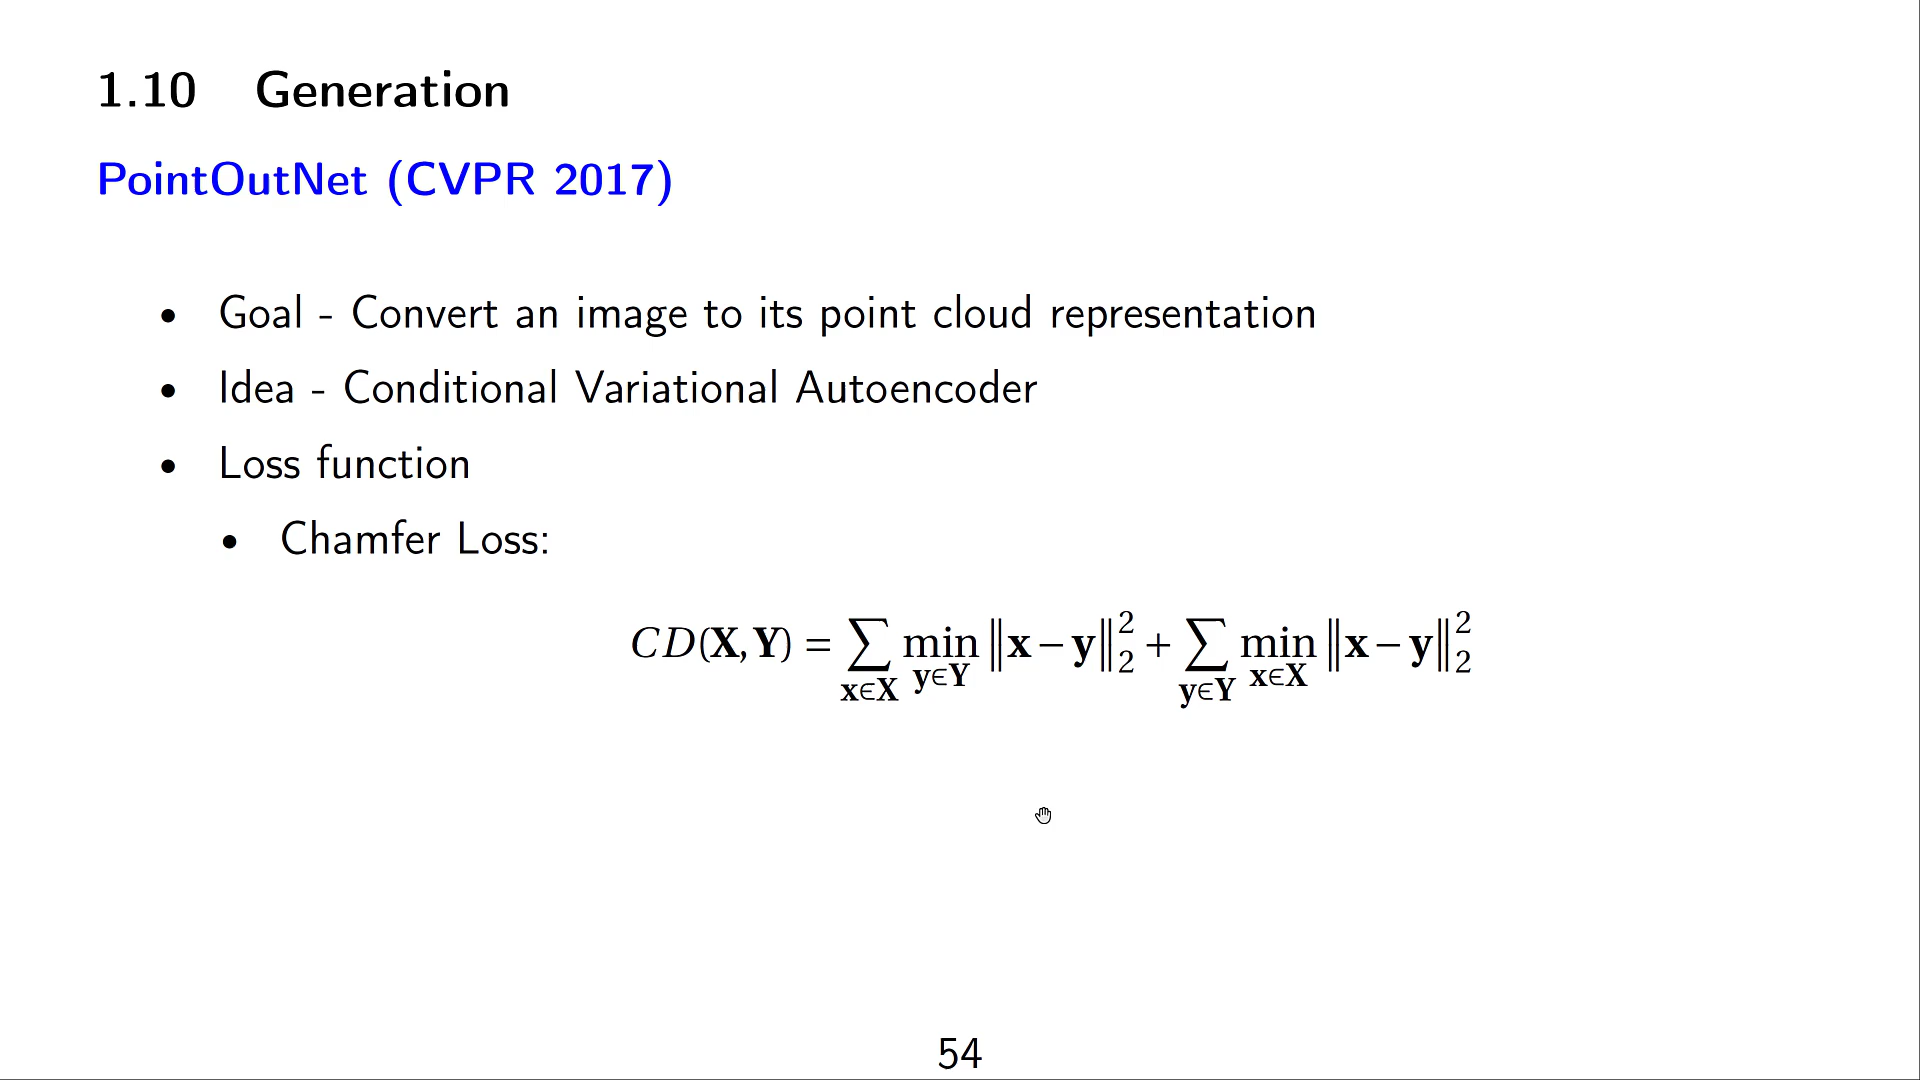 1.10 Generation
PointOutNet (CVPR 2017)
• Goal - Convert an image to its point cloud representation
• Idea - Conditional Variational Autoencoder
• Loss function
• Chamfer Loss:
CD(X, Y) = ∑_{x∈X} min_{y∈Y} ‖x − y‖₂² + ∑_{y∈Y} min_{x∈X} ‖x − y‖₂²
54